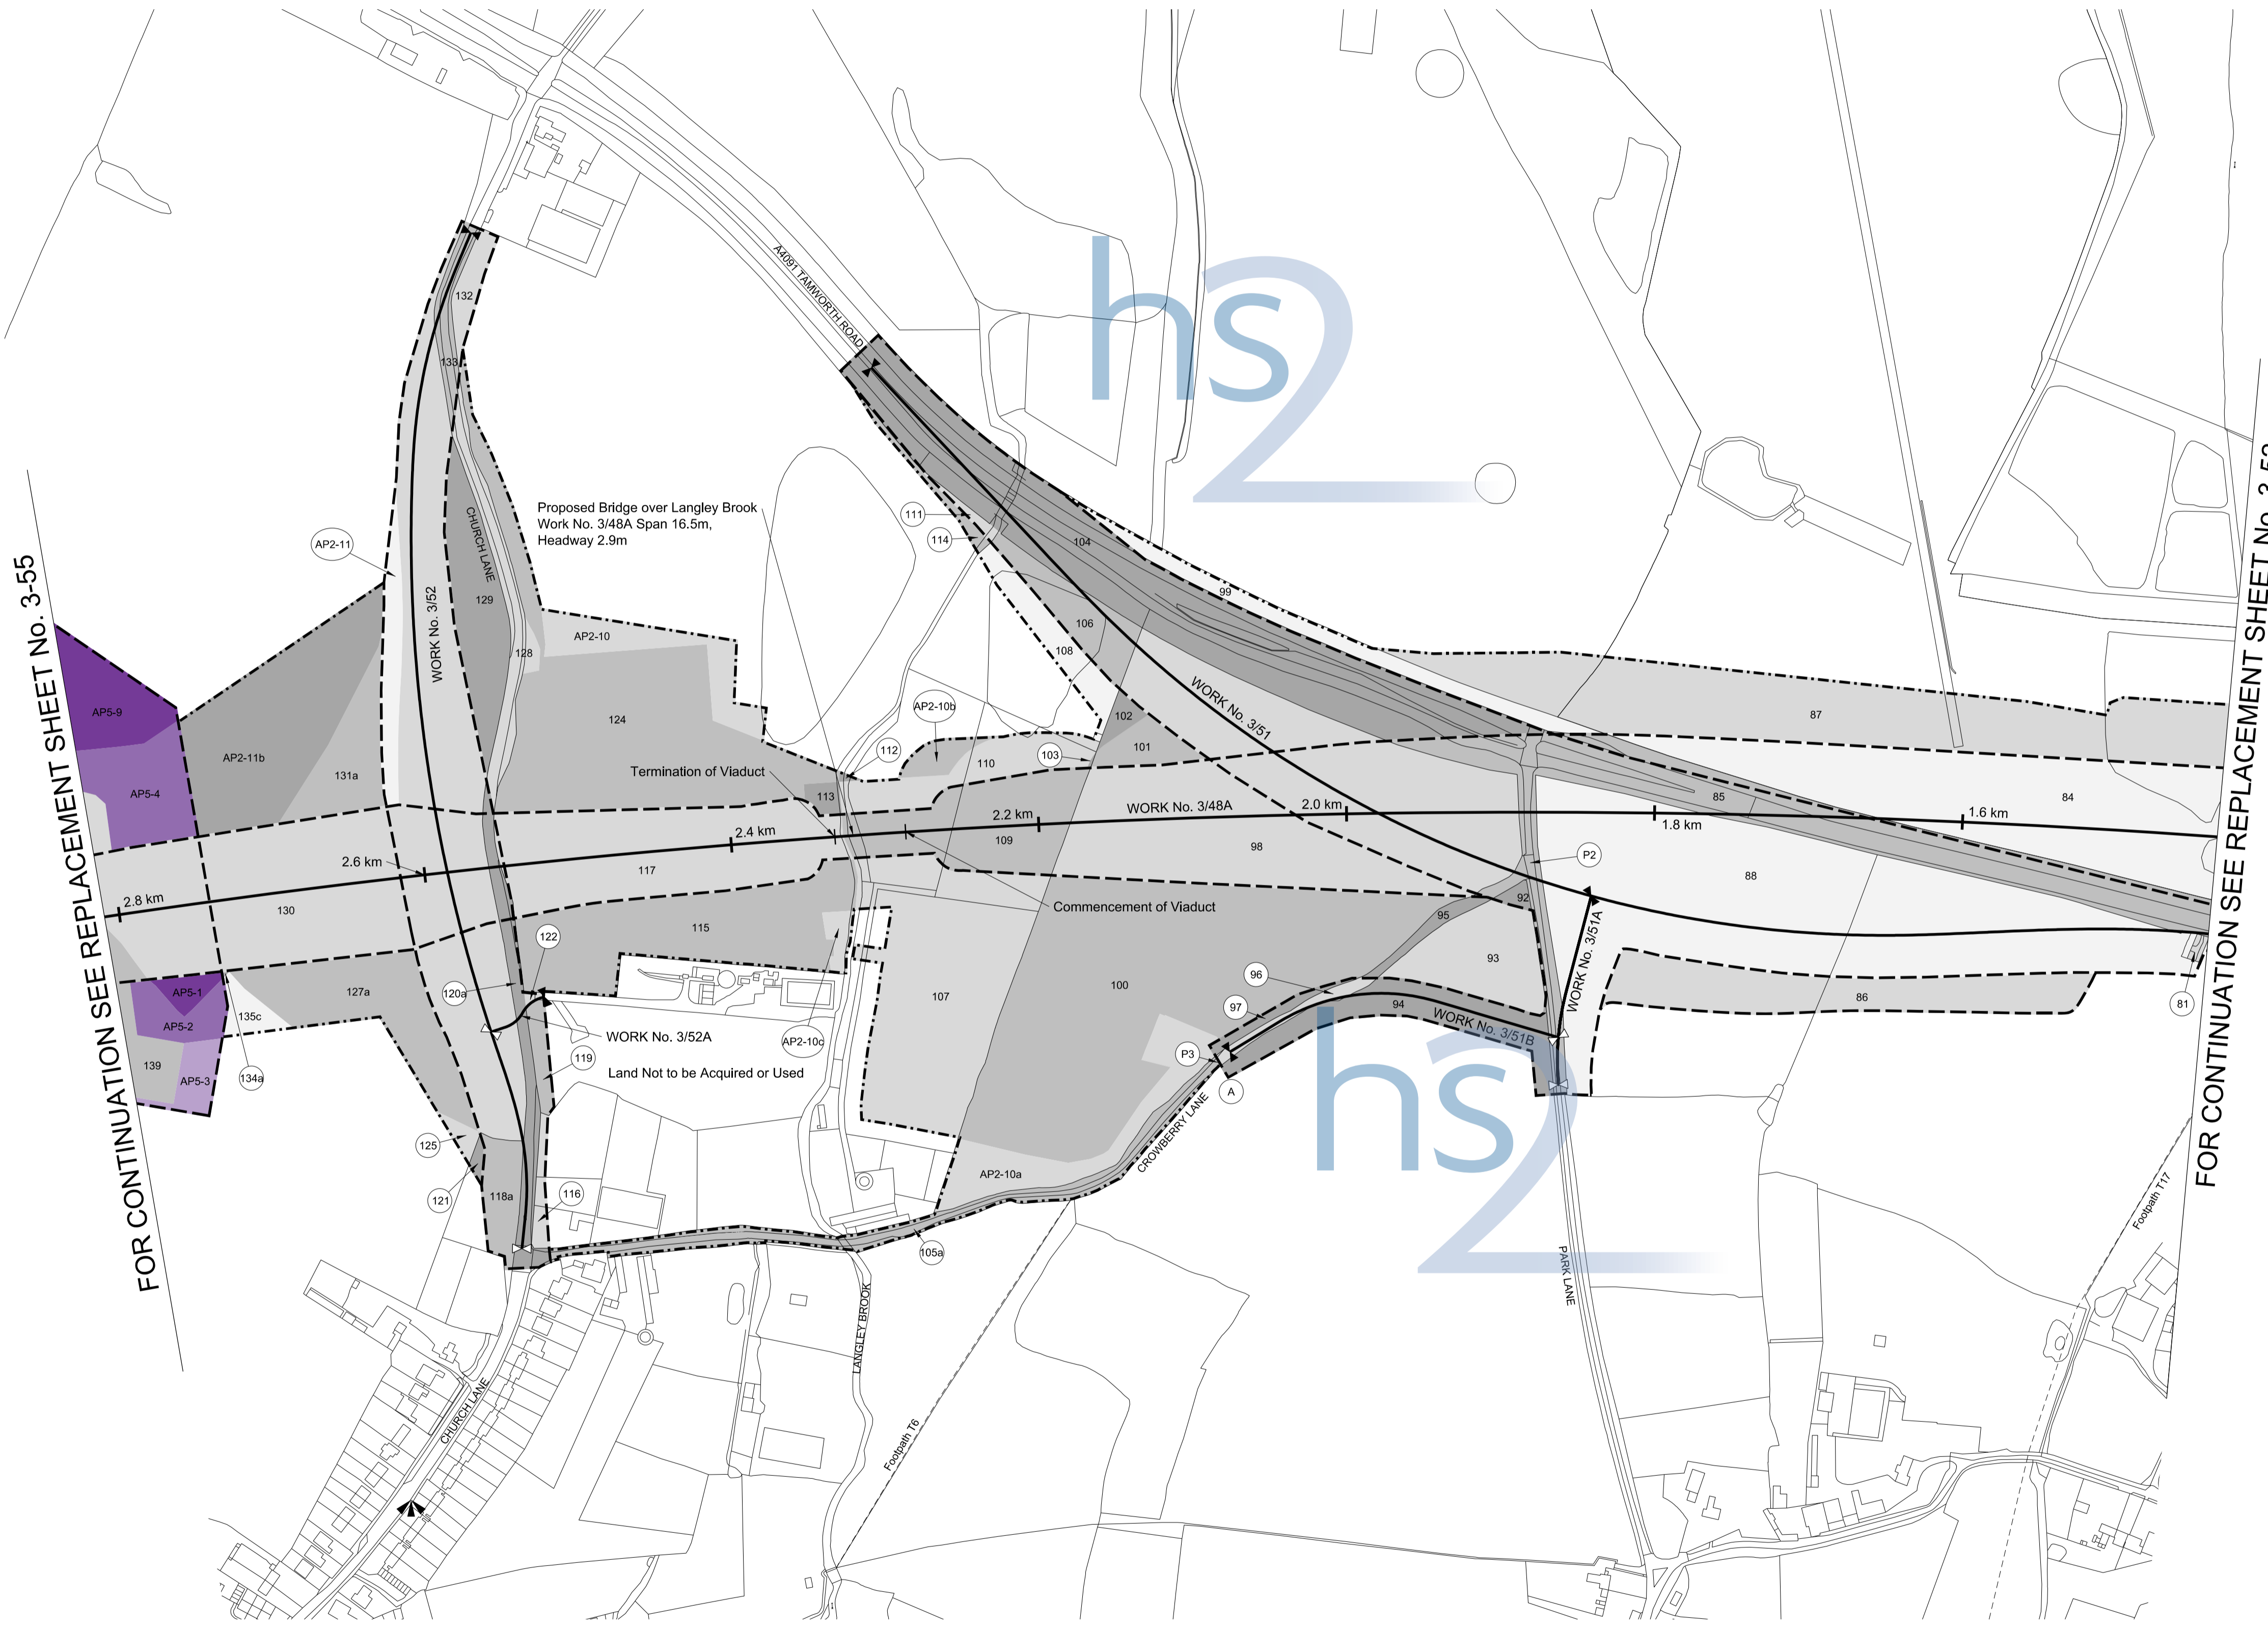 A4091 TAMWORTH ROAD
hs2
132
133
Proposed Bridge over Langley Brook
Work No. 3/48A Span 16.5m,
Headway 2.9m
CHURCH LANE
AP2-11
111
114
104
99
WORK No. 3/52
129
128
AP2-10
106
108
FOR CONTINUATION SEE REPLACEMENT SHEET No. 3-55
AP5-9
AP2-11b
131a
AP5-4
124
AP2-10b
102
101
103
110
112
113
Termination of Viaduct
WORK No. 3/51
87
84
85
2.8 km
2.6 km
2.4 km
2.2 km
WORK No. 3/48A
2.0 km
1.8 km
1.6 km
130
117
109
98
P2
88
Commencement of Viaduct
115
122
120a
92
95
93
96
97
94
P3
A
WORK No. 3/51A
WORK No. 3/51B
86
81
AP5-1
AP5-2
AP5-3
139
135c
134a
127a
WORK No. 3/52A
119
Land Not to be Acquired or Used
AP2-10c
107
100
hs2
125
121
118a
116
AP2-10a
CROWBERRY LANE
105a
LANGLEY BROOK
Footpath T6
PARK LANE
Footpath T17
CHURCH LANE
FOR CONTINUATION SEE REPLACEMENT SHEET No.